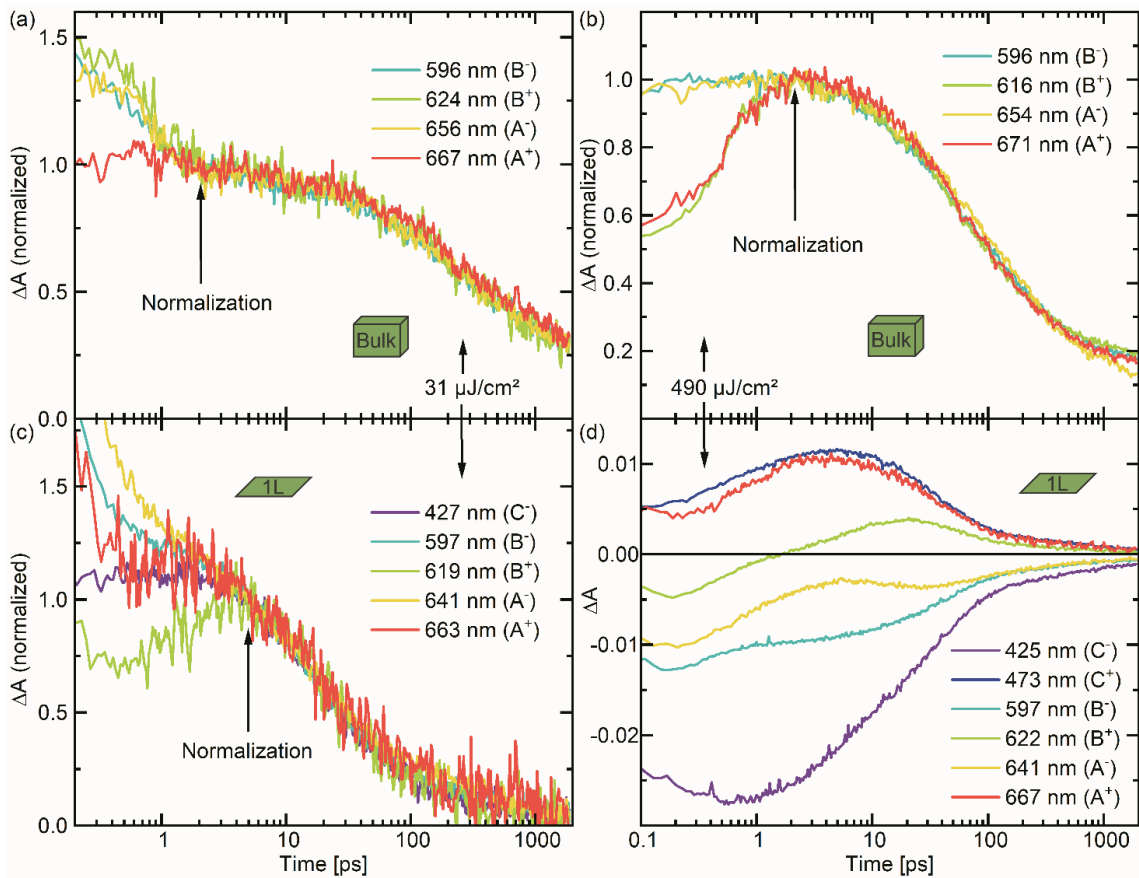 (a)
1.5
1.0
0.5
0.0
ΔA (normalized)
596 nm (B⁻)
624 nm (B⁺)
656 nm (A⁻)
667 nm (A⁺)
Normalization
Bulk
31 µJ/cm²
(b)
1.0
0.8
0.6
0.4
0.2
ΔA (normalized)
596 nm (B⁻)
616 nm (B⁺)
654 nm (A⁻)
671 nm (A⁺)
Normalization
Bulk
490 µJ/cm²
(c)
1.5
1.0
0.5
0.0
ΔA (normalized)
1L
427 nm (C⁻)
597 nm (B⁻)
619 nm (B⁺)
641 nm (A⁻)
663 nm (A⁺)
Normalization
1
10
100
1000
Time [ps]
(d)
0.01
0.00
-0.01
-0.02
ΔA
1L
425 nm (C⁻)
473 nm (C⁺)
597 nm (B⁻)
622 nm (B⁺)
641 nm (A⁻)
667 nm (A⁺)
0.1
1
10
100
1000
Time [ps]